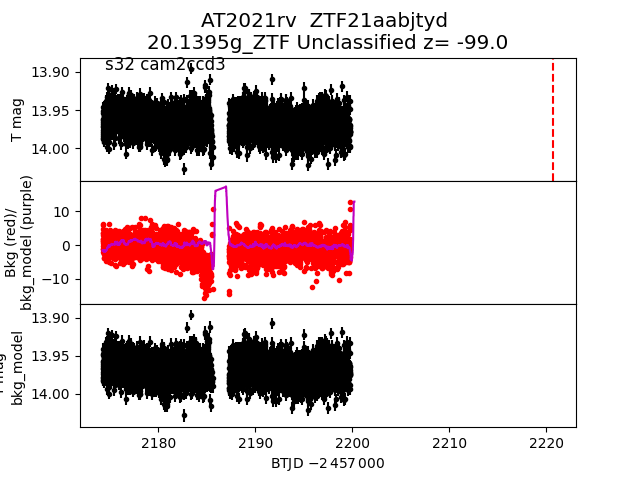 AT2021rv  ZTF21aabjtyd
20.1395g_ZTF Unclassified z= -99.0
s32 cam2ccd3
13.90
13.95
14.00
T mag
10
0
−10
Bkg (red)/
bkg_model (purple)
13.90
13.95
14.00
bkg_model
2180
2190
2200
2210
2220
BTJD −2 457 000